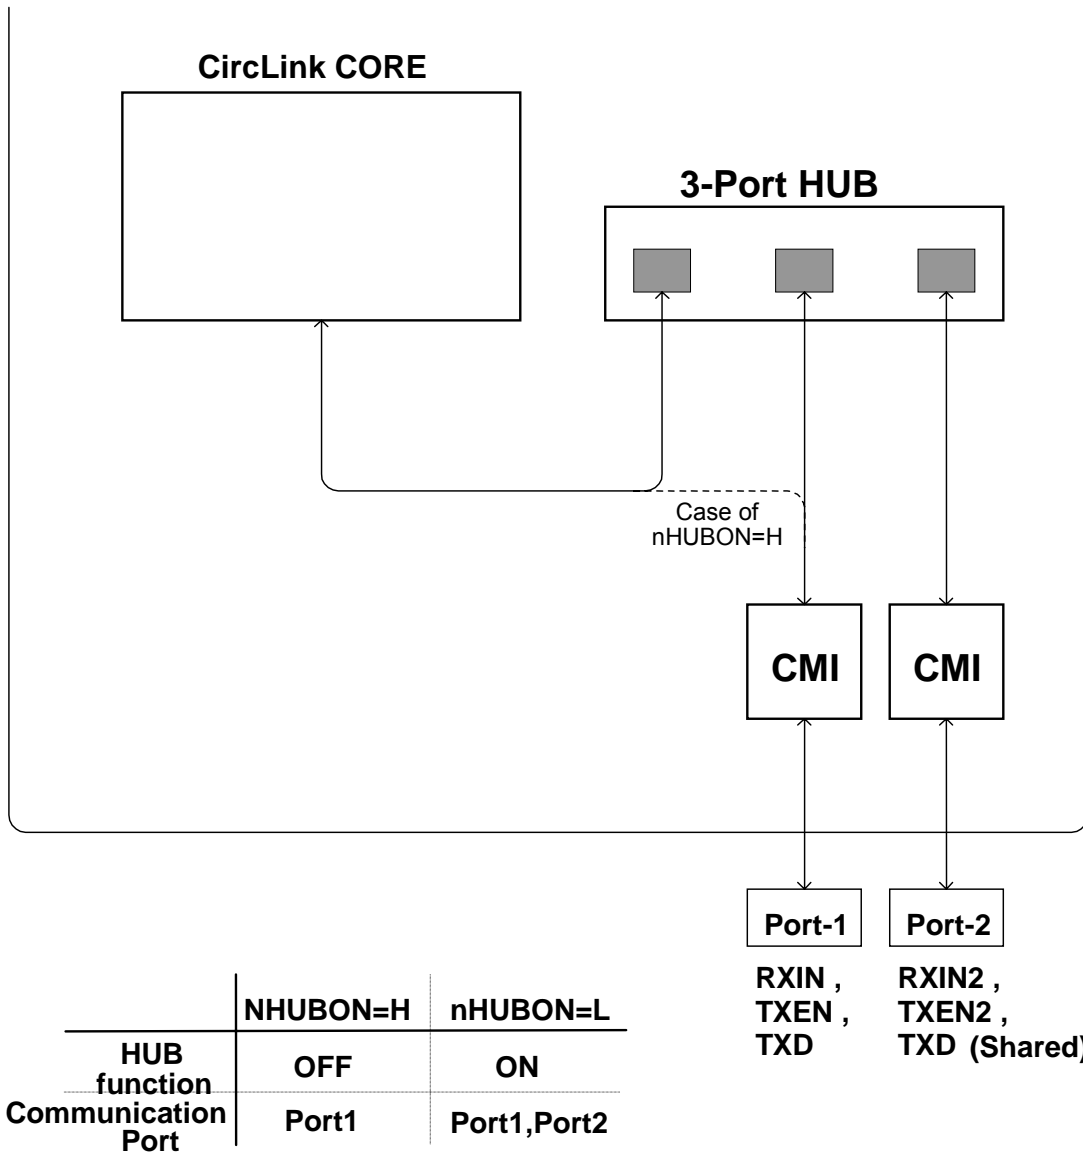 CircLink CORE
3-Port HUB
Case of
nHUBON=H
CMI
CMI
Port-1
Port-2
RXIN ,
TXEN ,
TXD
RXIN2 ,
TXEN2 ,
TXD (Shared)
NHUBON=H nHUBON=L
HUB
function
OFF ON
Communication
Port
Port1 Port1,Port2